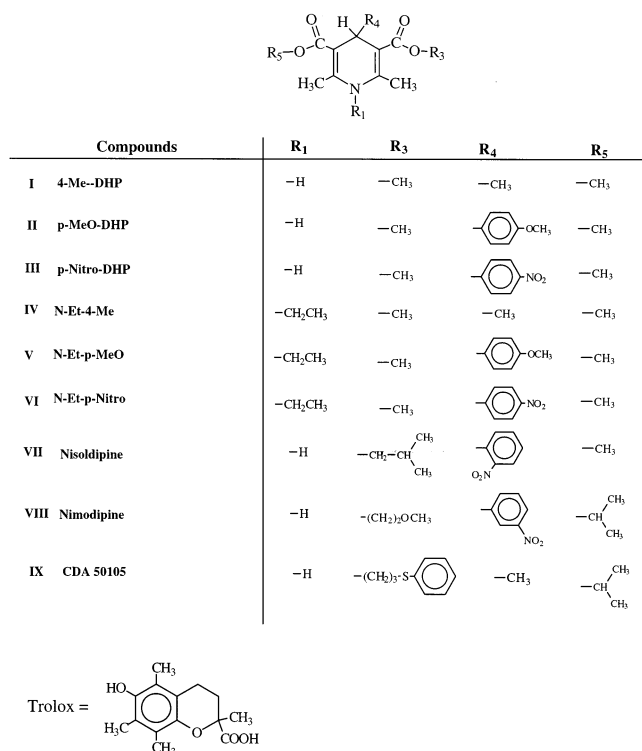 O H R₄ O
R₅—O—C C—O—R₃
H₃C N CH₃
R₁
Compounds R₁ R₃ R₄ R₅
I 4-Me--DHP –H –CH₃ –CH₃ –CH₃
II p-MeO-DHP –H –CH₃ –OCH₃ –CH₃
III p-Nitro-DHP –H –CH₃ –NO₂ –CH₃
IV N-Et-4-Me –CH₂CH₃ –CH₃ –CH₃ –CH₃
V N-Et-p-MeO –CH₂CH₃ –CH₃ –OCH₃ –CH₃
VI N-Et-p-Nitro –CH₂CH₃ –CH₃ –NO₂ –CH₃
CH₃
VII Nisoldipine –H –CH₂–CH –CH₃
CH₃ O₂N
CH₃
VIII Nimodipine –H –(CH₂)₂OCH₃ –CH
NO₂ CH₃
CH₃
IX CDA 50105 –H –(CH₂)₃–S –CH₃ –CH
CH₃
CH₃
HO
Trolox =
H₃C O CH₃
CH₃ COOH